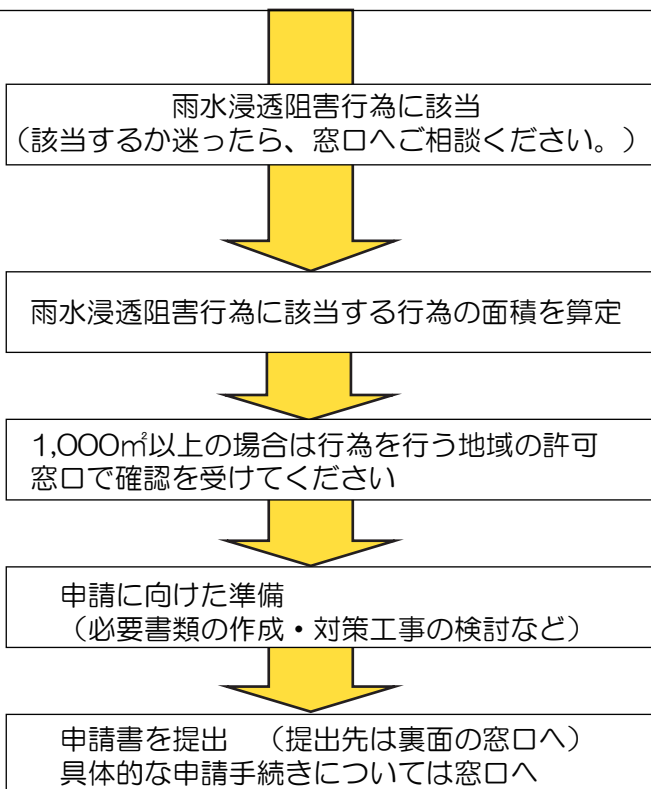 雨水浸透阻害行為に該当
（該当するか迷ったら、窓口へご相談ください。）
雨水浸透阻害行為に該当する行為の面積を算定
1,000㎡以上の場合は行為を行う地域の許可
窓口で確認を受けてください
申請に向けた準備
（必要書類の作成・対策工事の検討など）
申請書を提出　（提出先は裏面の窓口へ）
具体的な申請手続きについては窓口へ